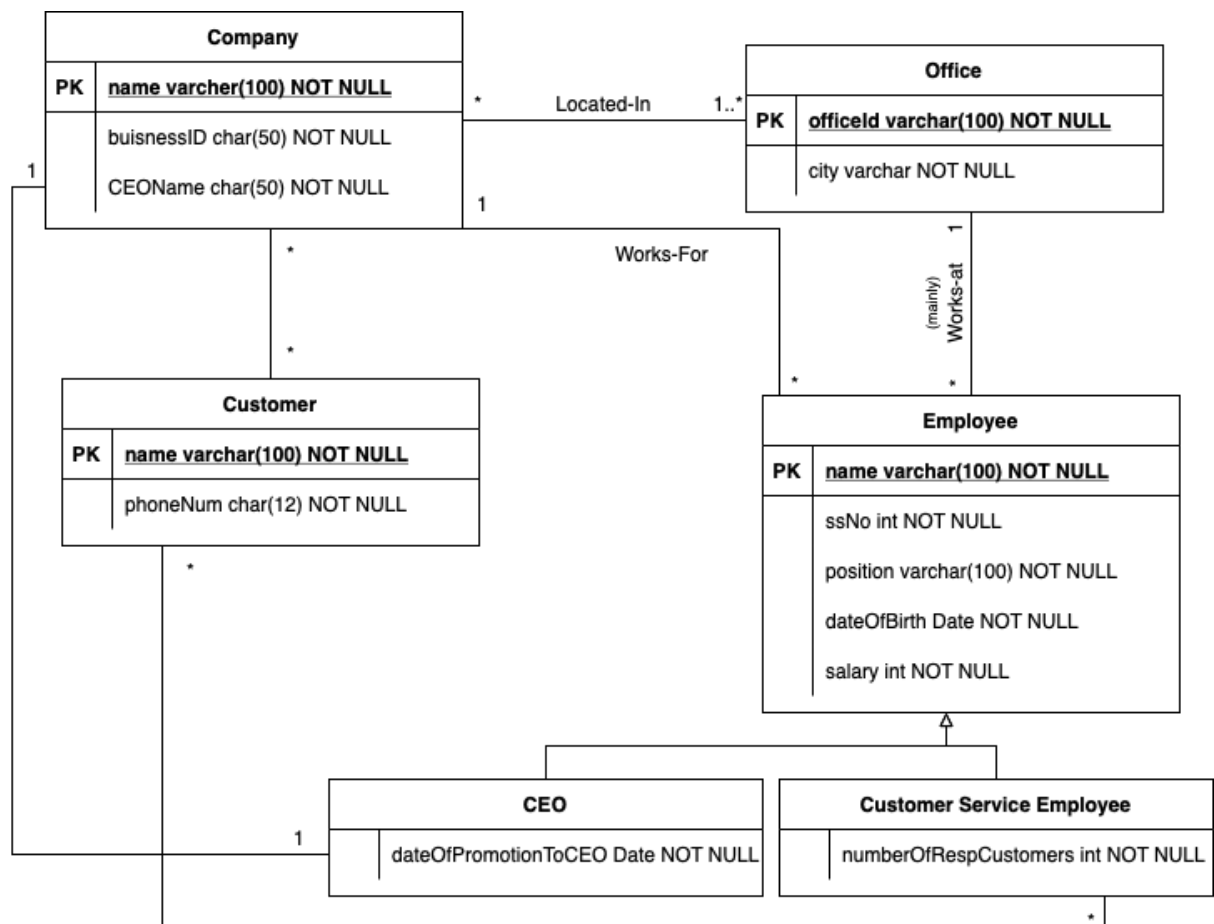 Company
PK name varcher(100) NOT NULL
buisnessID char(50) NOT NULL
CEOName char(50) NOT NULL
Office
PK officeId varchar(100) NOT NULL
city varchar NOT NULL
* Located-In 1..*
1
1
Works-For
*
*
*
1
(mainly)
Works-at
*
Customer
PK name varchar(100) NOT NULL
phoneNum char(12) NOT NULL
*
Employee
PK name varchar(100) NOT NULL
ssNo int NOT NULL
position varchar(100) NOT NULL
dateOfBirth Date NOT NULL
salary int NOT NULL
CEO
dateOfPromotionToCEO Date NOT NULL
1
Customer Service Employee
numberOfRespCustomers int NOT NULL
*